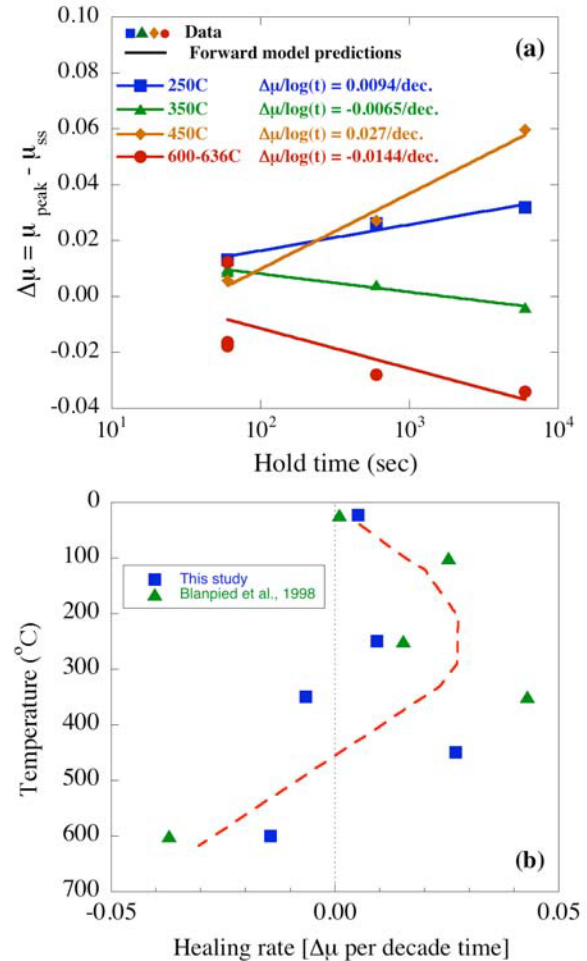 0.10
0.08
0.06
0.04
0.02
0.00
-0.02
-0.04
Δμ = μpeak - μss
Data
(a)
Forward model predictions
250C Δμ/log(t) = 0.0094/dec.
350C Δμ/log(t) = -0.0065/dec.
450C Δμ/log(t) = 0.027/dec.
600-636C Δμ/log(t) = -0.0144/dec.
10¹ 10² 10³ 10⁴
Hold time (sec)
0
100
200
300
400
500
600
700
Temperature (°C)
This study
Blanpied et al., 1998
(b)
-0.05 0.00 0.05
Healing rate [Δμ per decade time]